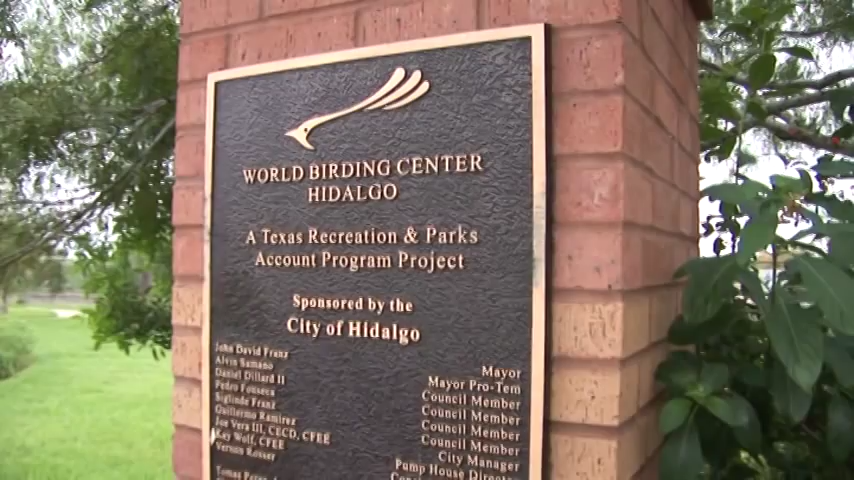 WORLD BIRDING CENTER
HIDALGO
A TEXAS RECREATION & PARKS
ACCOUNT PROGRAM PROJECT
Sponsored by the
City of Hidalgo
John David Franz Mayor
Alvin Samano Mayor Pro-Tem
Daniel Dillard II Council Member
Pedro Fonseca Council Member
Siglinde Franz Council Member
Guillermo Ramirez Council Member
Joe Vera III, CECD, CFEE City Manager
Kay Wolf, CFEE Pump House Director
Vernon Rosser
Tomas